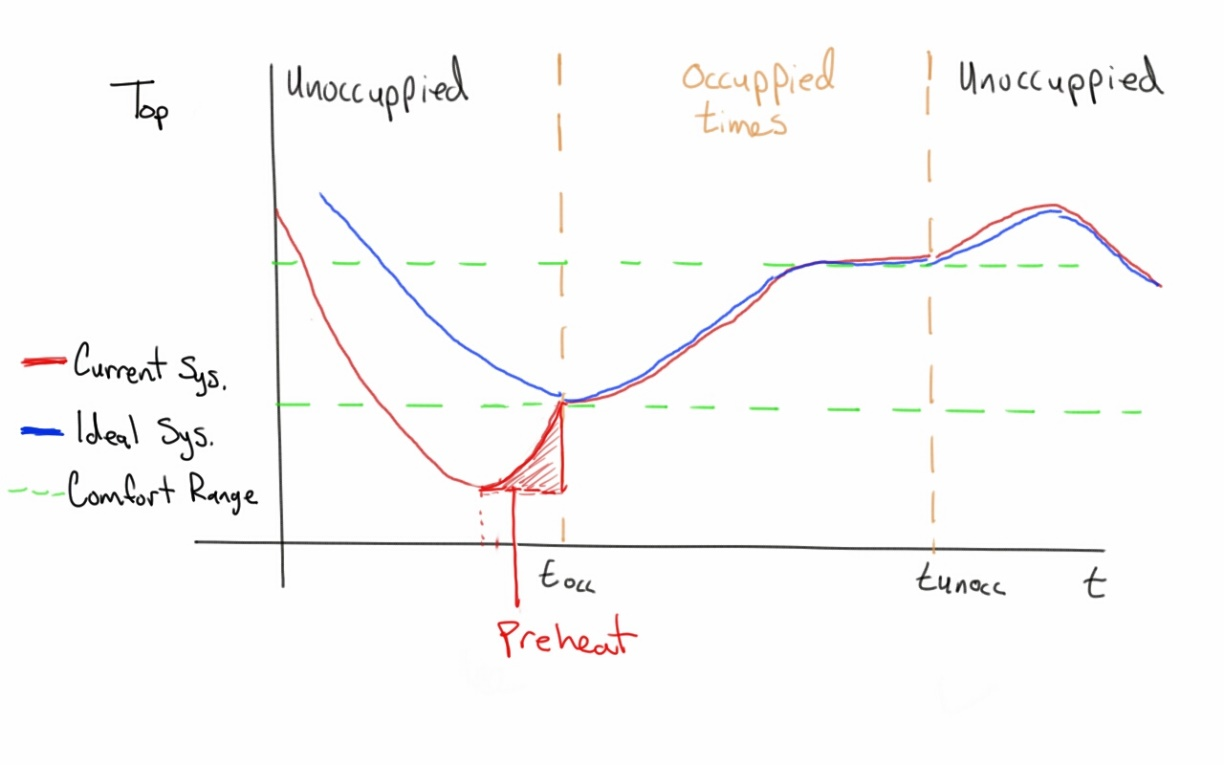 Top
Unoccuppied
Occuppied
times
Unoccuppied
Current Sys.
Ideal Sys.
Comfort Range
tocc
tunocc
t
Preheat